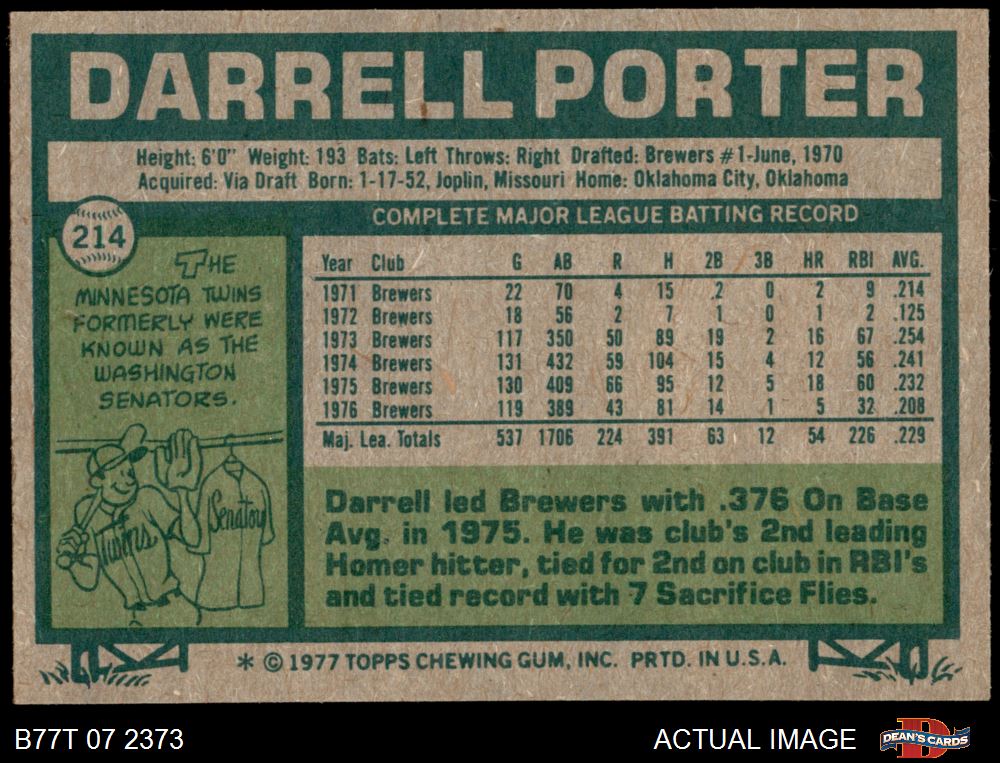 DARRELL PORTER
Height: 6'0" Weight: 193 Bats: Left Throws: Right Drafted: Brewers #1-June, 1970
Acquired: Via Draft Born: 1-17-52, Joplin, Missouri Home: Oklahoma City, Oklahoma
214
THE
MINNESOTA TWINS
FORMERLY WERE
KNOWN AS THE
WASHINGTON
SENATORS.
Twins
Senators
COMPLETE MAJOR LEAGUE BATTING RECORD
Year Club G AB R H 2B 3B HR RBI AVG.
1971 Brewers 22 70 4 15 .2 0 2 9 .214
1972 Brewers 18 56 2 7 1 0 1 2 .125
1973 Brewers 117 350 50 89 19 2 16 67 .254
1974 Brewers 131 432 59 104 15 4 12 56 .241
1975 Brewers 130 409 66 95 12 5 18 60 .232
1976 Brewers 119 389 43 81 14 1 5 32 .208
Maj. Lea. Totals 537 1706 224 391 63 12 54 226 .229
Darrell led Brewers with .376 On Base
Avg. in 1975. He was club's 2nd leading
Homer hitter, tied for 2nd on club in RBI's
and tied record with 7 Sacrifice Flies.
* © 1977 TOPPS CHEWING GUM, INC. PRTD. IN U.S.A.
B77T 07 2373
ACTUAL IMAGE
D
DEAN'S CARDS